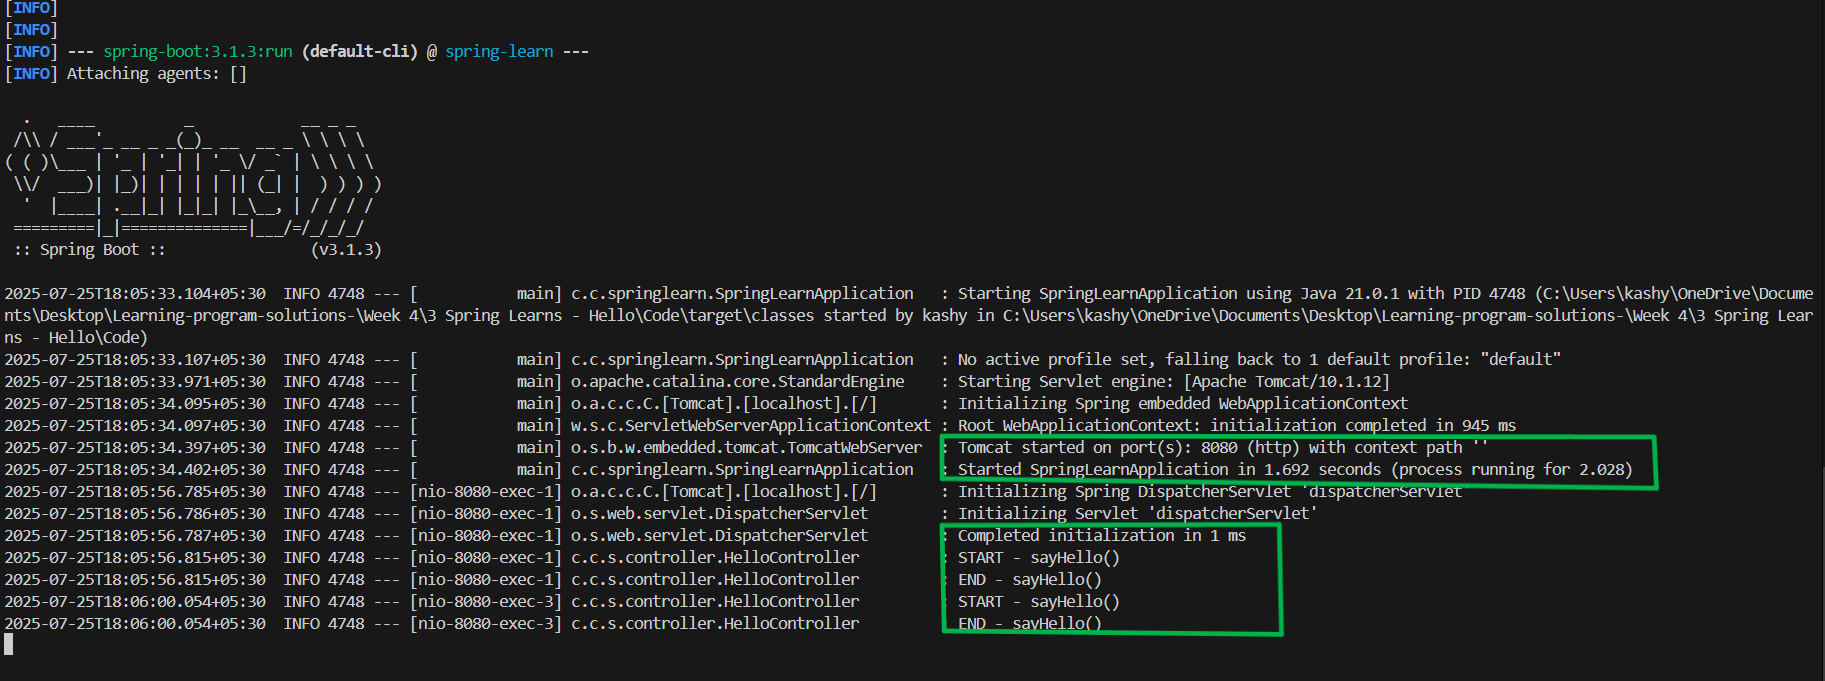 [INFO]
[INFO]
[INFO] --- spring-boot:3.1.3:run (default-cli) @ spring-learn ---
[INFO] Attaching agents: []

  .   ____          _            __ _ _
 /\\ / ___'_ __ _ _(_)_ __  __ _ \ \ \ \
( ( )\___ | '_ | '_| | '_ \/ _` | \ \ \ \
 \\/  ___)| |_)| | | | | || (_| |  ) ) ) )
  '  |____| .__|_| |_|_| |_\__, | / / / /
 =========|_|==============|___/=/_/_/_/
 :: Spring Boot ::                (v3.1.3)

2025-07-25T18:05:33.104+05:30  INFO 4748 --- [           main] c.c.springlearn.SpringLearnApplication   : Starting SpringLearnApplication using Java 21.0.1 with PID 4748 (C:\Users\kashy\OneDrive\Docume
nts\Desktop\Learning-program-solutions-\Week 4\3 Spring Learns - Hello\Code\target\classes started by kashy in C:\Users\kashy\OneDrive\Documents\Desktop\Learning-program-solutions-\Week 4\3 Spring Lear
ns - Hello\Code)
2025-07-25T18:05:33.107+05:30  INFO 4748 --- [           main] c.c.springlearn.SpringLearnApplication   : No active profile set, falling back to 1 default profile: "default"
2025-07-25T18:05:33.971+05:30  INFO 4748 --- [           main] o.apache.catalina.core.StandardEngine    : Starting Servlet engine: [Apache Tomcat/10.1.12]
2025-07-25T18:05:34.095+05:30  INFO 4748 --- [           main] o.a.c.c.C.[Tomcat].[localhost].[/]       : Initializing Spring embedded WebApplicationContext
2025-07-25T18:05:34.097+05:30  INFO 4748 --- [           main] w.s.c.ServletWebServerApplicationContext : Root WebApplicationContext: initialization completed in 945 ms
2025-07-25T18:05:34.397+05:30  INFO 4748 --- [           main] o.s.b.w.embedded.tomcat.TomcatWebServer  : Tomcat started on port(s): 8080 (http) with context path ''
2025-07-25T18:05:34.402+05:30  INFO 4748 --- [           main] c.c.springlearn.SpringLearnApplication   : Started SpringLearnApplication in 1.692 seconds (process running for 2.028)
2025-07-25T18:05:56.785+05:30  INFO 4748 --- [nio-8080-exec-1] o.a.c.c.C.[Tomcat].[localhost].[/]       : Initializing Spring DispatcherServlet 'dispatcherServlet'
2025-07-25T18:05:56.786+05:30  INFO 4748 --- [nio-8080-exec-1] o.s.web.servlet.DispatcherServlet        : Initializing Servlet 'dispatcherServlet'
2025-07-25T18:05:56.787+05:30  INFO 4748 --- [nio-8080-exec-1] o.s.web.servlet.DispatcherServlet        : Completed initialization in 1 ms
2025-07-25T18:05:56.815+05:30  INFO 4748 --- [nio-8080-exec-1] c.c.s.controller.HelloController         : START - sayHello()
2025-07-25T18:05:56.815+05:30  INFO 4748 --- [nio-8080-exec-1] c.c.s.controller.HelloController         : END - sayHello()
2025-07-25T18:06:00.054+05:30  INFO 4748 --- [nio-8080-exec-3] c.c.s.controller.HelloController         : START - sayHello()
2025-07-25T18:06:00.054+05:30  INFO 4748 --- [nio-8080-exec-3] c.c.s.controller.HelloController         : END - sayHello()